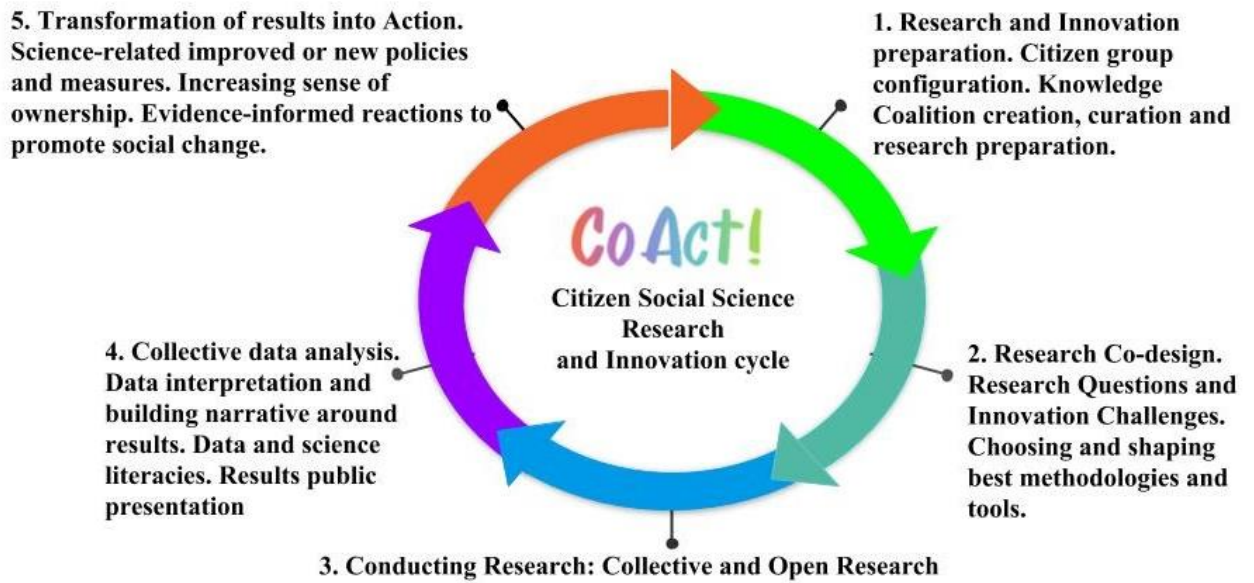 5. Transformation of results into Action.
Science-related improved or new policies
and measures. Increasing sense of
ownership. Evidence-informed reactions to
promote social change.
1. Research and Innovation
preparation. Citizen group
configuration. Knowledge
Coalition creation, curation and
research preparation.
CoAct!
Citizen Social Science
Research
and Innovation cycle
4. Collective data analysis.
Data interpretation and
building narrative around
results. Data and science
literacies. Results public
presentation
2. Research Co-design.
Research Questions and
Innovation Challenges.
Choosing and shaping
best methodologies and
tools.
3. Conducting Research: Collective and Open Research